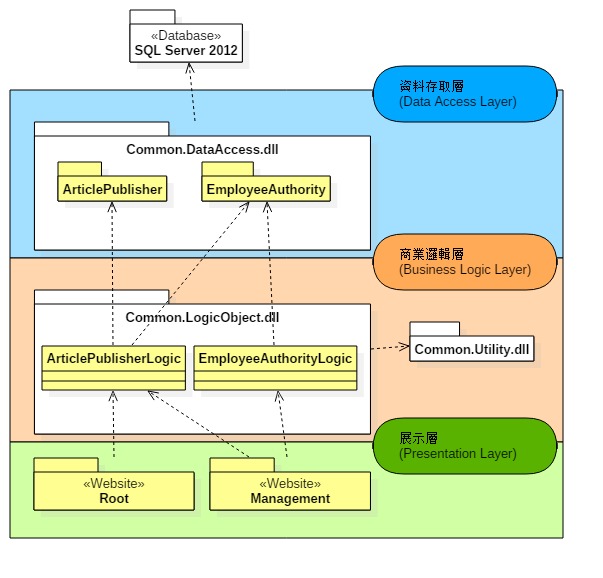 «Database»
SQL Server 2012
資料存取層
(Data Access Layer)
Common.DataAccess.dll
ArticlePublisher
EmployeeAuthority
商業邏輯層
(Business Logic Layer)
Common.LogicObject.dll
ArticlePublisherLogic
EmployeeAuthorityLogic
Common.Utility.dll
展示層
(Presentation Layer)
«Website»
Root
«Website»
Management